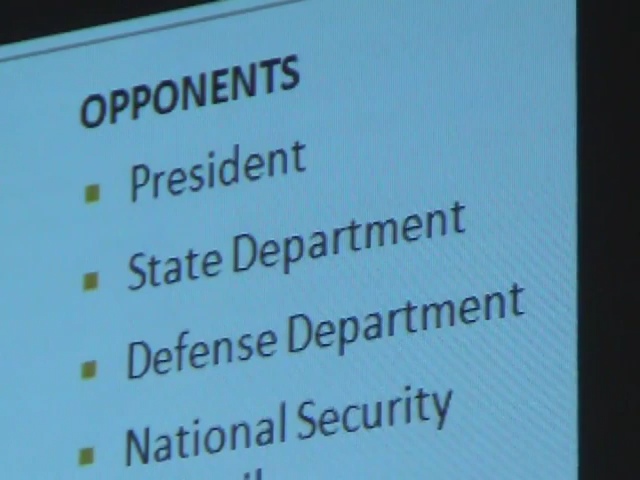 OPPONENTS
President
State Department
Defense Department
National Security